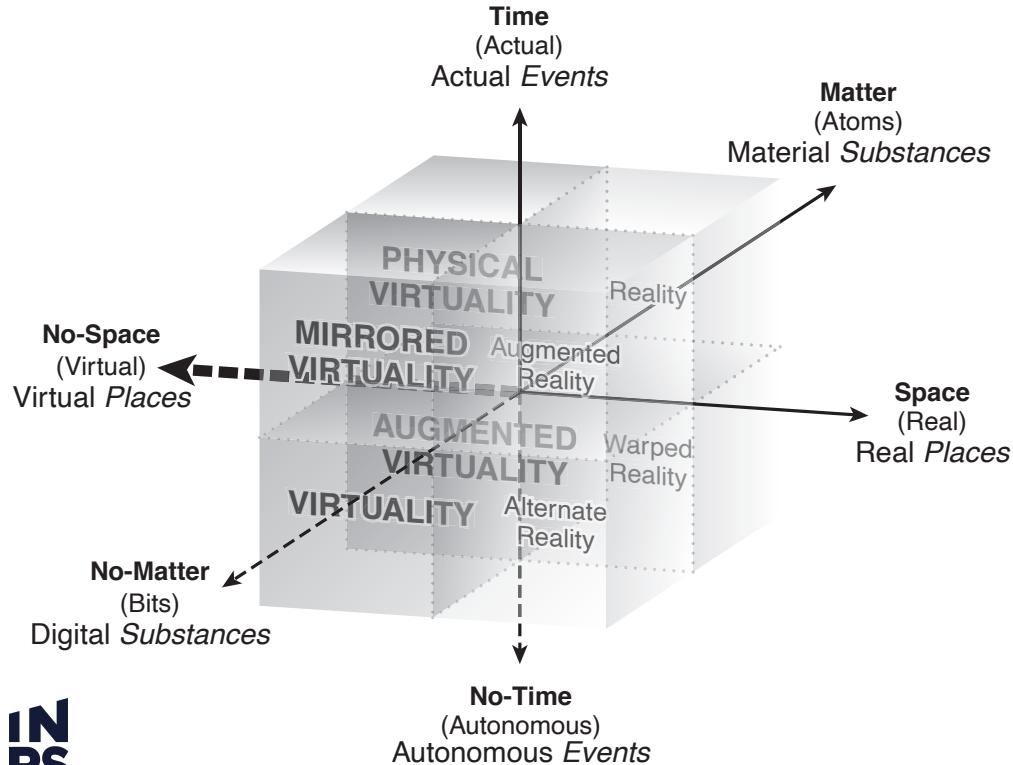 Time
(Actual)
Actual Events
Matter
(Atoms)
Material Substances
PHYSICAL
VIRTUALITY
Reality
MIRRORED
VIRTUALITY
Augmented
Reality
No-Space
(Virtual)
Virtual Places
Space
(Real)
Real Places
AUGMENTED
VIRTUALITY
Warped
Reality
VIRTUALITY
Alternate
Reality
No-Matter
(Bits)
Digital Substances
No-Time
(Autonomous)
Autonomous Events
IN